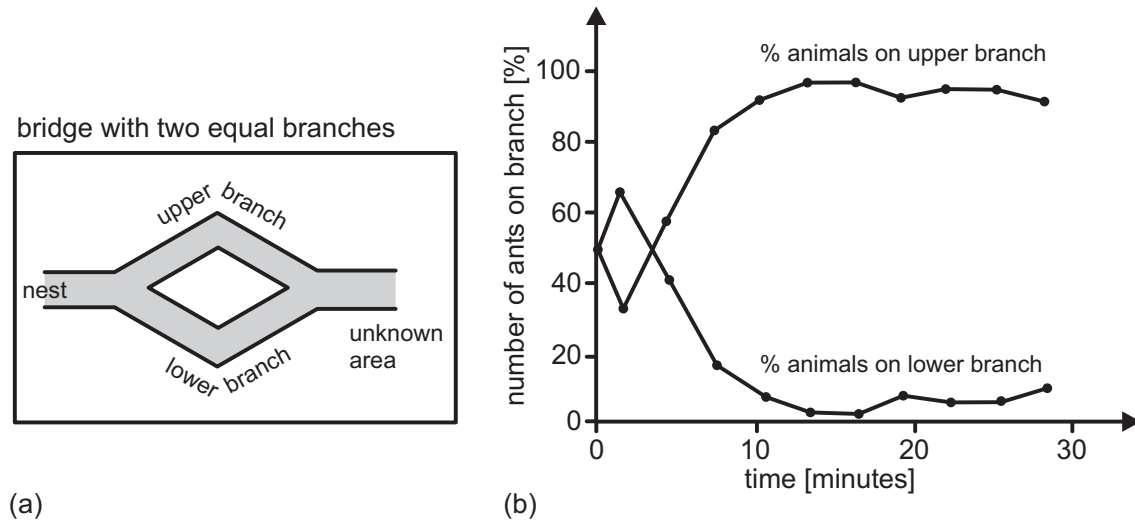 bridge with two equal branches
upper branch
nest
unknown
area
lower branch
(a)
number of ants on branch [%]
100
80
60
40
20
0
% animals on upper branch
% animals on lower branch
0
10
20
30
time [minutes]
(b)